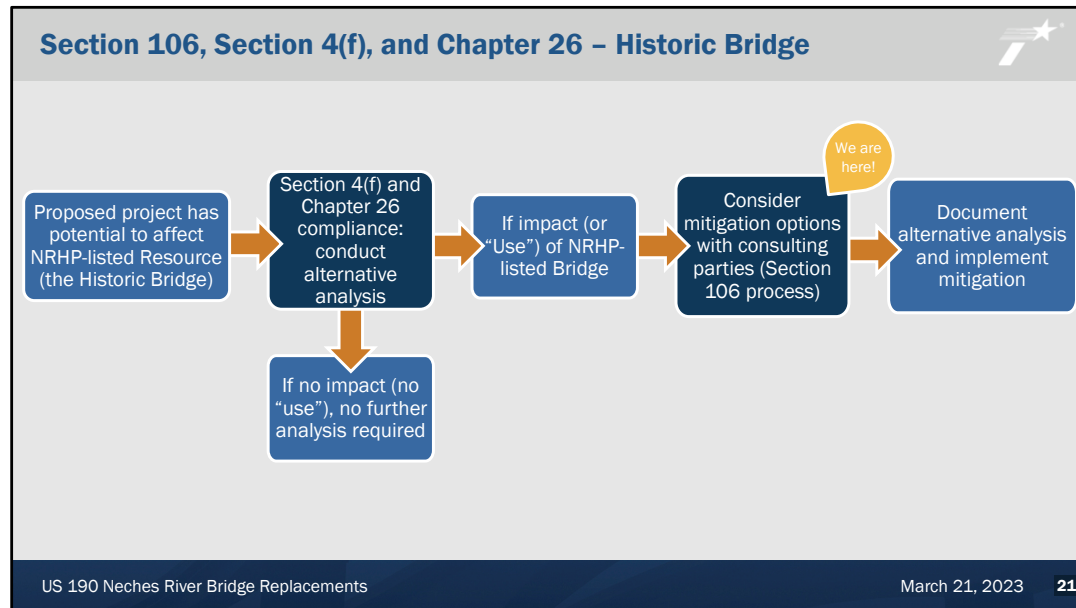 Section 106, Section 4(f), and Chapter 26 – Historic Bridge
We are
here!
Proposed project has
potential to affect
NRHP-listed Resource
(the Historic Bridge)
Section 4(f) and
Chapter 26
compliance:
conduct
alternative
analysis
If impact (or
“Use”) of NRHP-
listed Bridge
Consider
mitigation options
with consulting
parties (Section
106 process)
Document
alternative analysis
and implement
mitigation
If no impact (no
“use”), no further
analysis required
US 190 Neches River Bridge Replacements
March 21, 2023
21